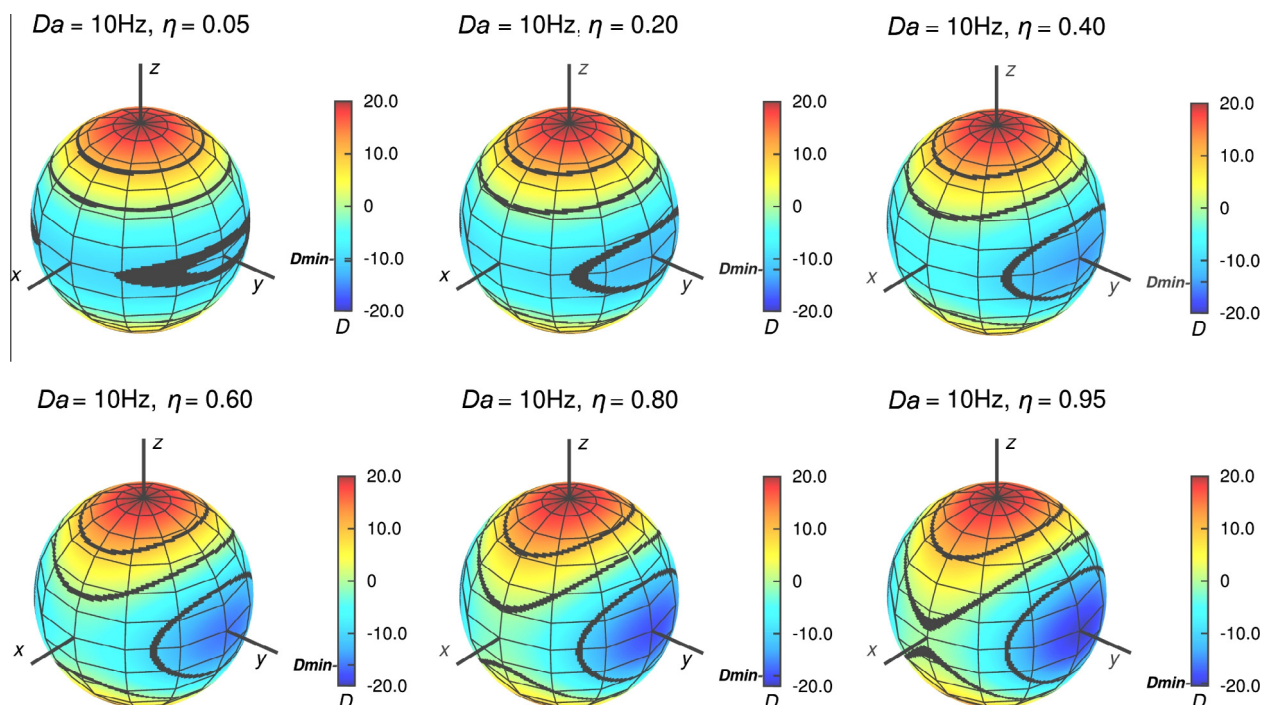 Da = 10Hz, η = 0.05
z
20.0
10.0
0
Dmin-
-10.0
-20.0
D
x
y
Da = 10Hz, η = 0.20
z
20.0
10.0
0
Dmin-
-10.0
-20.0
D
x
y
Da = 10Hz, η = 0.40
z
20.0
10.0
0
-10.0
Dmin-
-20.0
D
x
y
Da = 10Hz, η = 0.60
z
20.0
10.0
0
-10.0
Dmin-
-20.0
D
x
y
Da = 10Hz, η = 0.80
z
20.0
10.0
0
-10.0
Dmin-
-20.0
D
x
y
Da = 10Hz, η = 0.95
z
20.0
10.0
0
-10.0
Dmin-
-20.0
D
x
y